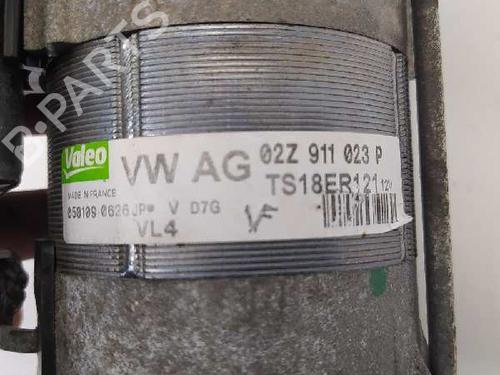 B.PARTS
Valeo
MADE IN FRANCE
VW AG
02Z 911 023 P
TS18ER121 12V
050109 0626JP* V D7G
VL4
VF